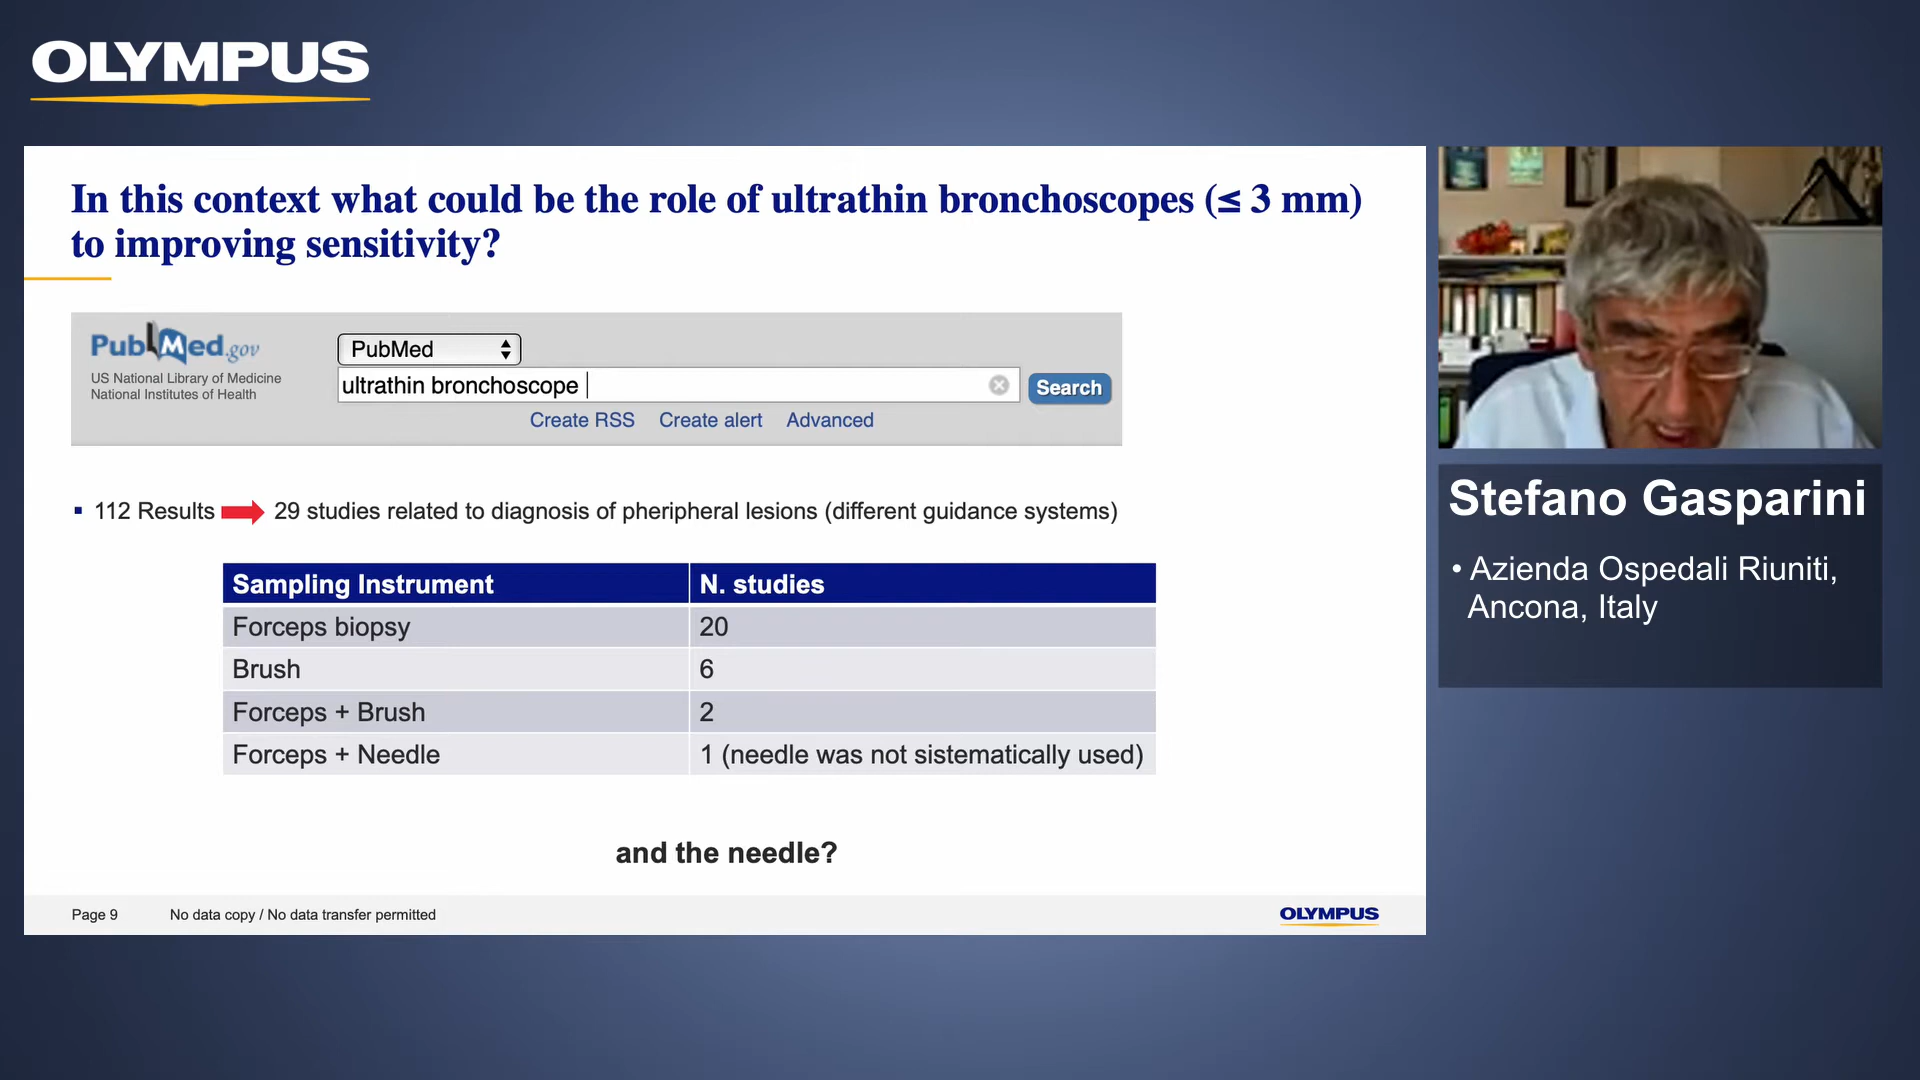 OLYMPUS
In this context what could be the role of ultrathin bronchoscopes (≤ 3 mm)
to improving sensitivity?
PubMed.gov
US National Library of Medicine
National Institutes of Health
PubMed
ultrathin bronchoscope
Search
Create RSS Create alert Advanced
▪ 112 Results 29 studies related to diagnosis of pheripheral lesions (different guidance systems)
Sampling Instrument N. studies
Forceps biopsy 20
Brush 6
Forceps + Brush 2
Forceps + Needle 1 (needle was not sistematically used)
and the needle?
Page 9 No data copy / No data transfer permitted OLYMPUS
Stefano Gasparini
• Azienda Ospedali Riuniti,
Ancona, Italy